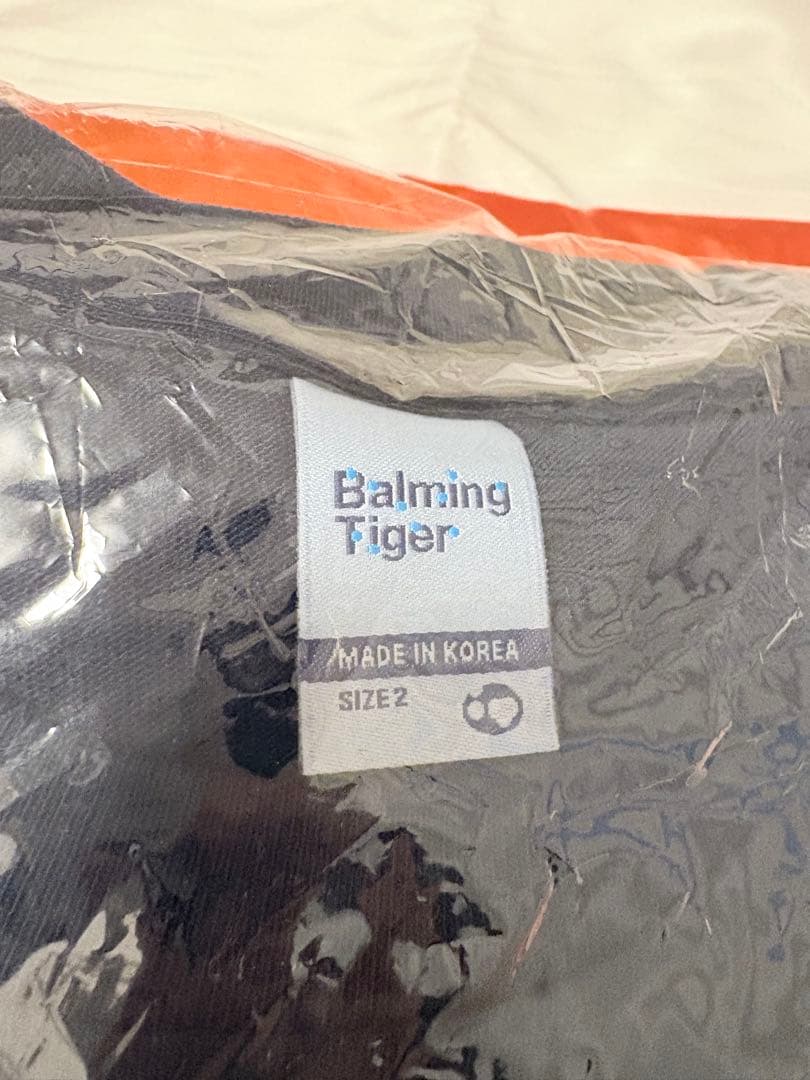 Balming
Tiger
MADE IN KOREA
SIZE 2